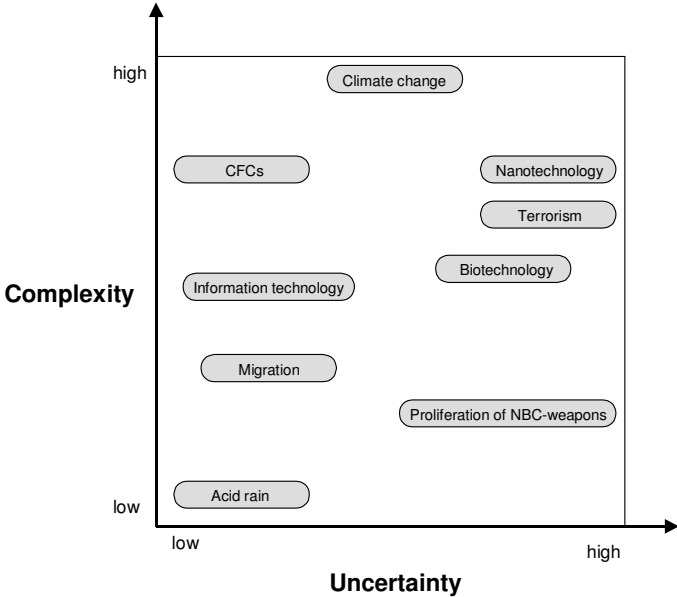 high
Climate change
CFCs
Nanotechnology
Terrorism
Biotechnology
Information technology
Complexity
Migration
Proliferation of NBC-weapons
Acid rain
low
low
high
Uncertainty